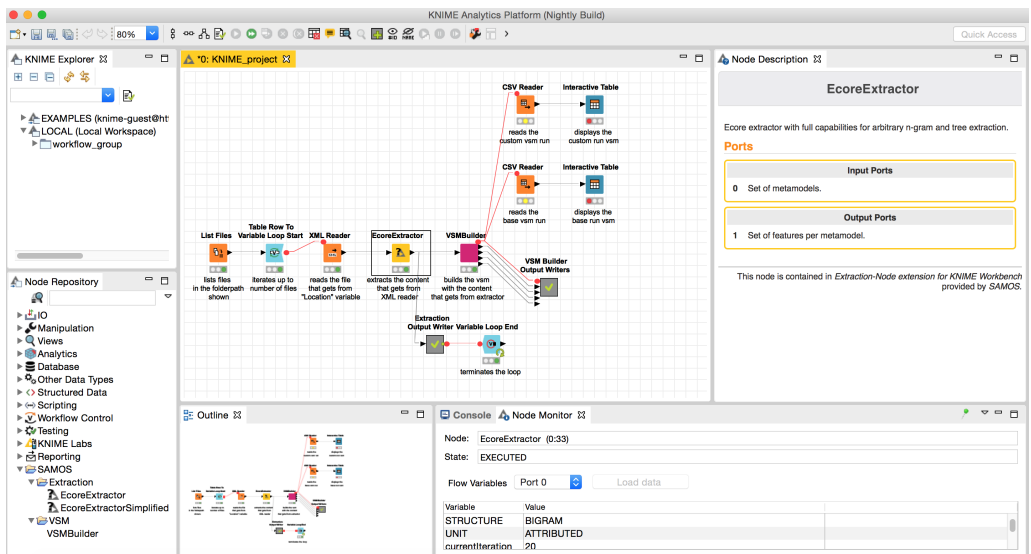 KNIME Analytics Platform (Nightly Build)
80%
Quick Access
KNIME Explorer
EXAMPLES (knime-guest@ht
LOCAL (Local Workspace)
workflow_group
Node Repository
IO
Manipulation
Views
Analytics
Database
Other Data Types
Structured Data
Scripting
Workflow Control
Testing
KNIME Labs
Reporting
SAMOS
Extraction
EcoreExtractor
EcoreExtractorSimplified
VSM
VSMBuilder
*0: KNIME_project
CSV Reader
reads the
custom vsm run
Interactive Table
displays the
custom run vsm
CSV Reader
reads the
base vsm run
Interactive Table
displays the
base run vsm
List Files
lists files
in the folderpath
shown
Table Row To
Variable Loop Start
Iterates up to
number of files
XML Reader
reads the file
that gets from
"Location" variable
EcoreExtractor
extracts the content
that gets from
XML reader
VSMBuilder
builds the vsm
with the content
that gets from extractor
VSM Builder
Output Writers
Extraction
Output Writer
Variable Loop End
terminates the loop
Outline
Node Description
EcoreExtractor
Ecore extractor with full capabilities for arbitrary n-gram and tree extraction.
Ports
Input Ports
0 Set of metamodels.
Output Ports
1 Set of features per metamodel.
This node is contained in Extraction-Node extension for KNIME Workbench
provided by SAMOS.
Console
Node Monitor
Node: EcoreExtractor (0:33)
State: EXECUTED
Flow Variables Port 0 Load data
Variable Value
STRUCTURE BIGRAM
UNIT ATTRIBUTED
currentIteration 20